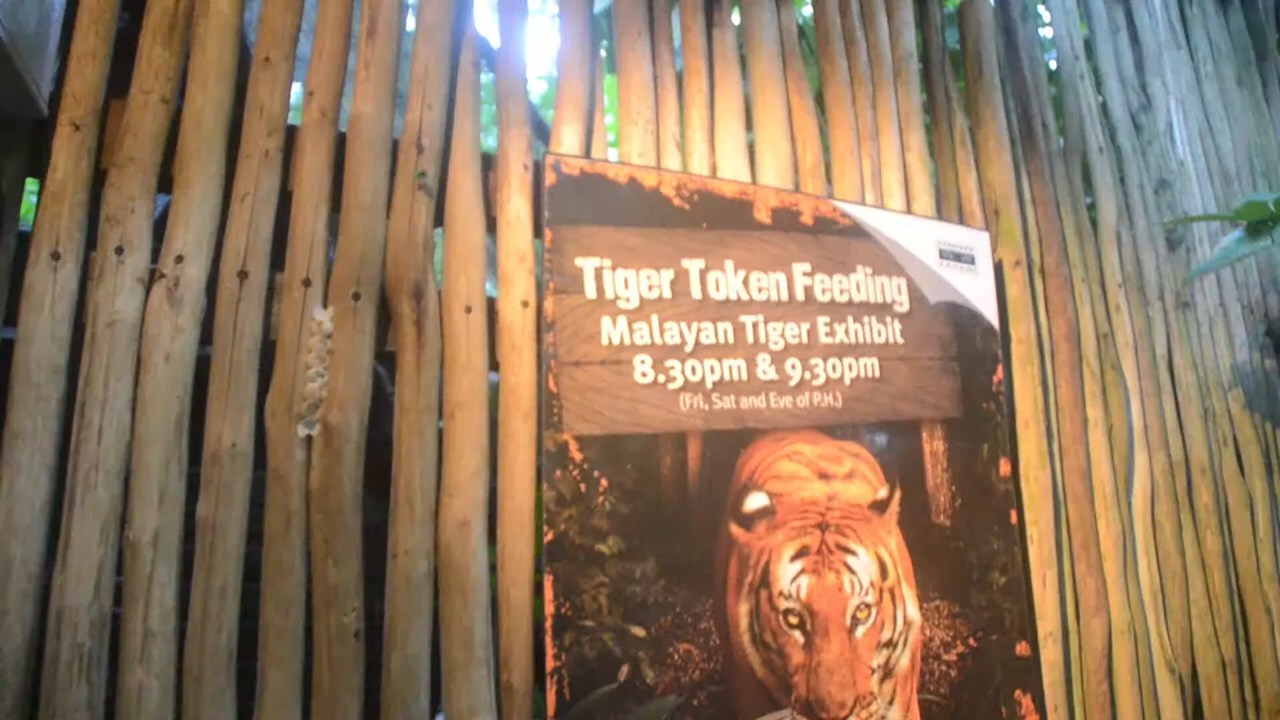 Tiger Token Feeding
Malayan Tiger Exhibit
8.30pm & 9.30pm
(Fri, Sat and Eve of P.H.)